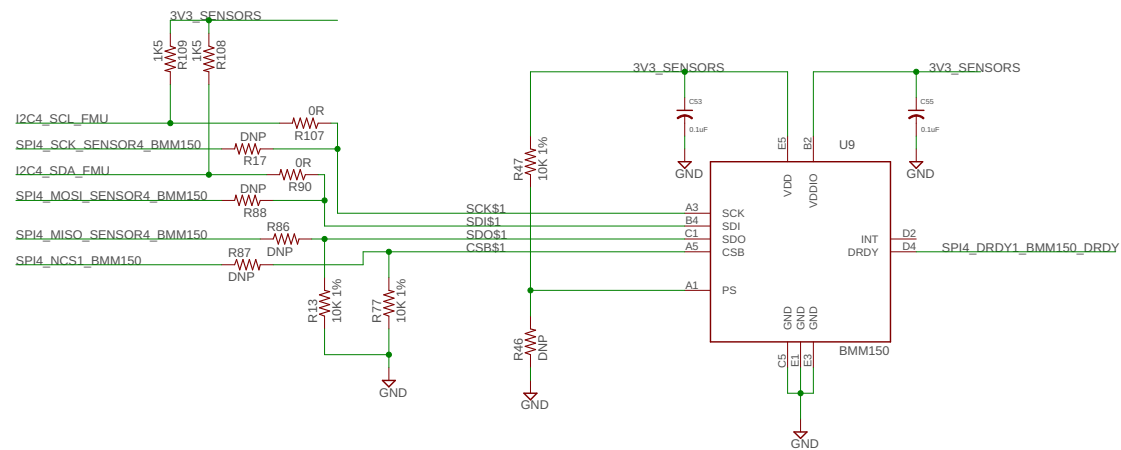 3V3_SENSORS
1K5
R109
1K5
R108
3V3_SENSORS
3V3_SENSORS
C53
0.1uF
C55
0.1uF
I2C4_SCL_FMU
0R
R107
SPI4_SCK_SENSOR4_BMM150
DNP
R17
I2C4_SDA_FMU
0R
R90
SPI4_MOSI_SENSOR4_BMM150
DNP
R88
SPI4_MISO_SENSOR4_BMM150
R86
DNP
SPI4_NCS1_BMM150
R87
DNP
R13
10K 1%
R77
10K 1%
GND
R47
10K 1%
R46
DNP
GND
GND
GND
SCK$1
SDI$1
SDO$1
CSB$1
A3
B4
C1
A5
A1
E5
B2
U9
VDD
VDDIO
SCK
SDI
SDO
CSB
PS
INT
DRDY
D2
D4
SPI4_DRDY1_BMM150_DRDY
GND
GND
GND
C5
E1
E3
BMM150
GND